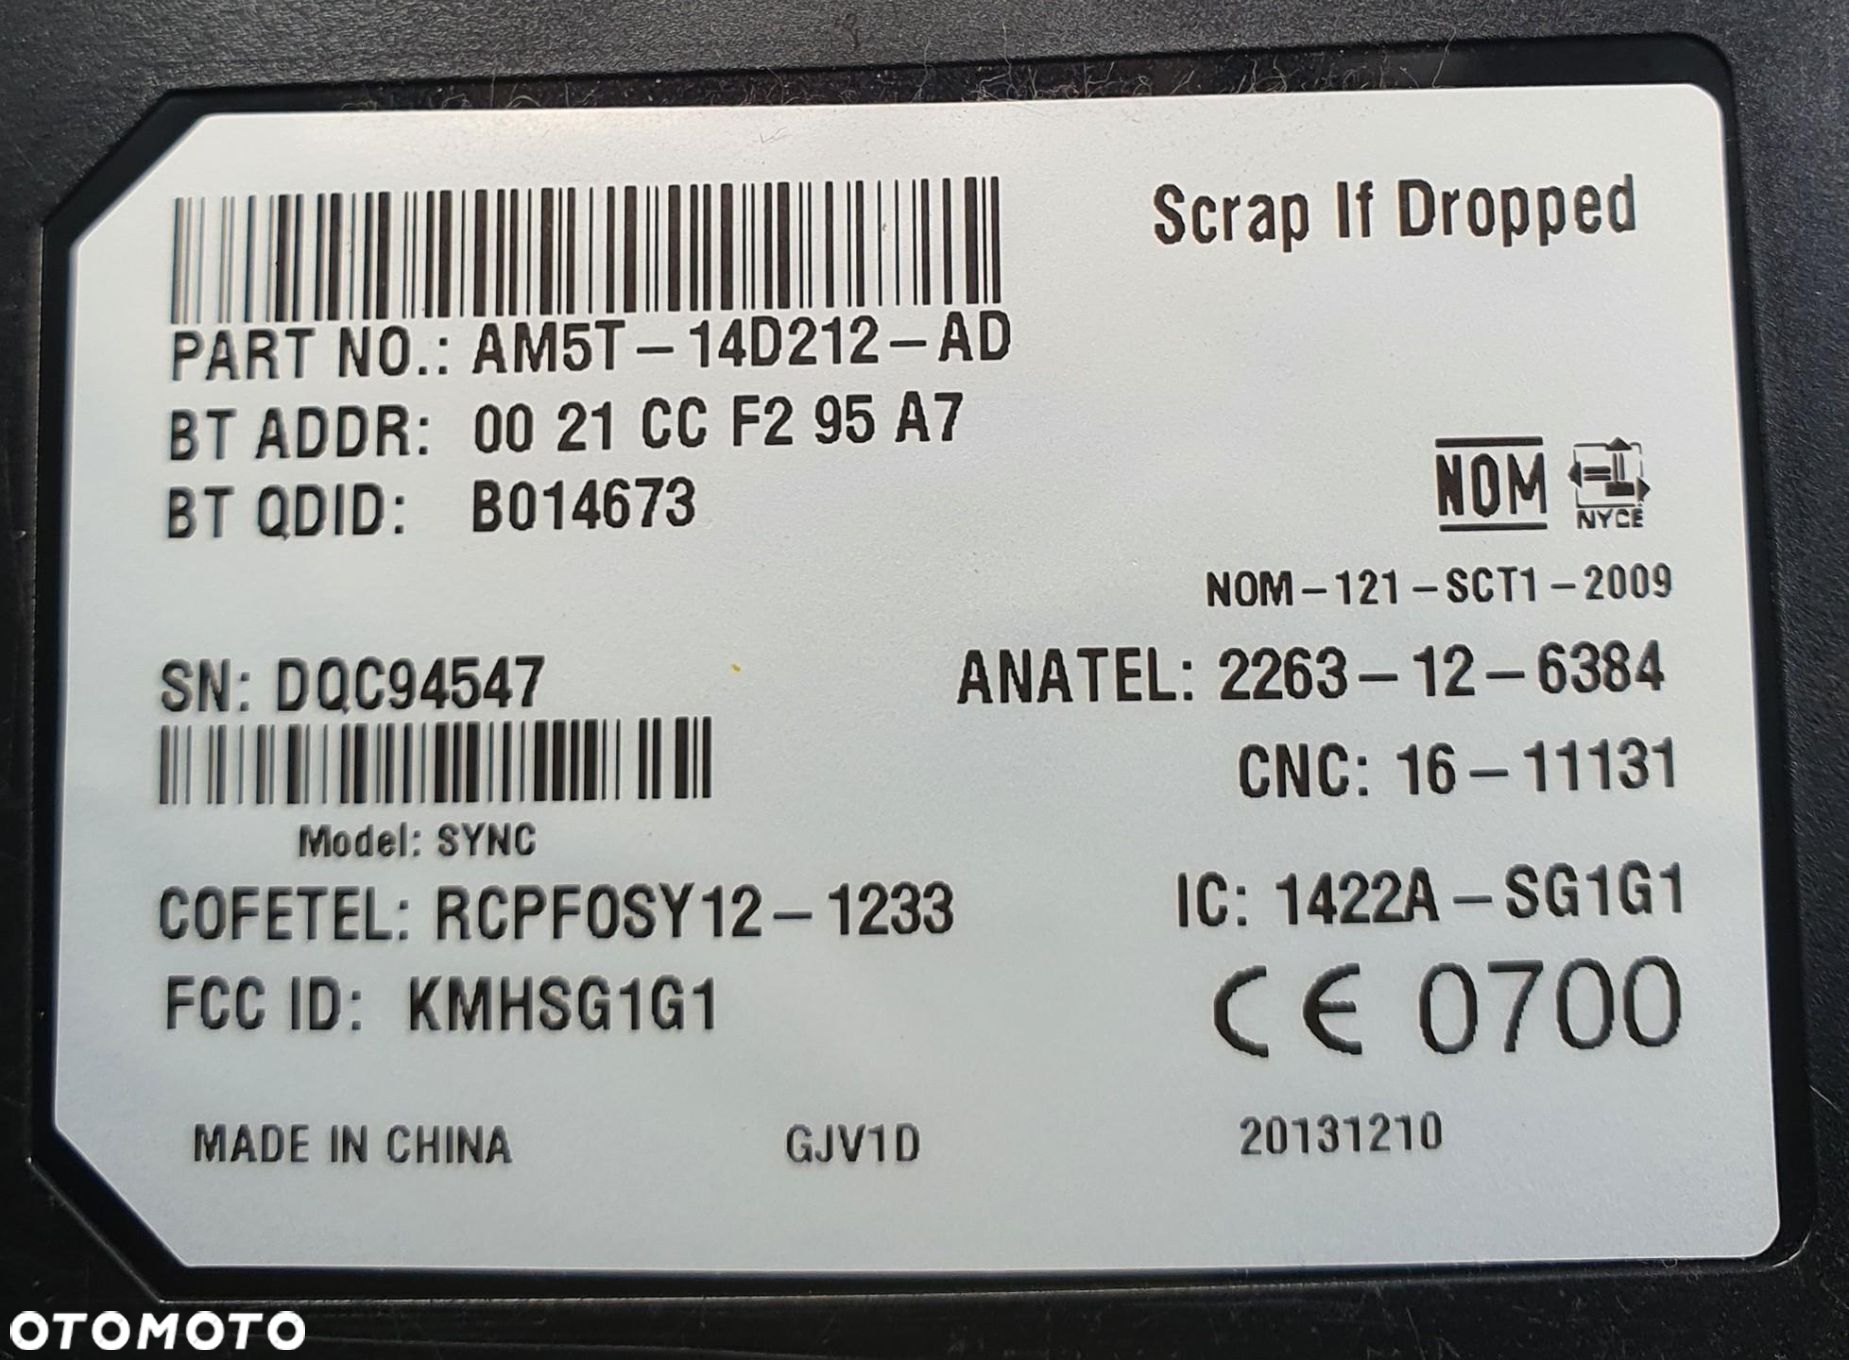 Scrap If Dropped
PART NO.: AM5T-14D212-AD
BT ADDR: 00 21 CC F2 95 A7
BT QDID: B014673
NOM
NYCE
NOM-121-SCT1-2009
SN: DQC94547
ANATEL: 2263-12-6384
CNC: 16-11131
Model: SYNC
COFETEL: RCPFOSY12-1233
IC: 1422A-SG1G1
FCC ID: KMHSG1G1
CE 0700
MADE IN CHINA
GJV1D
20131210
OTOMOTO